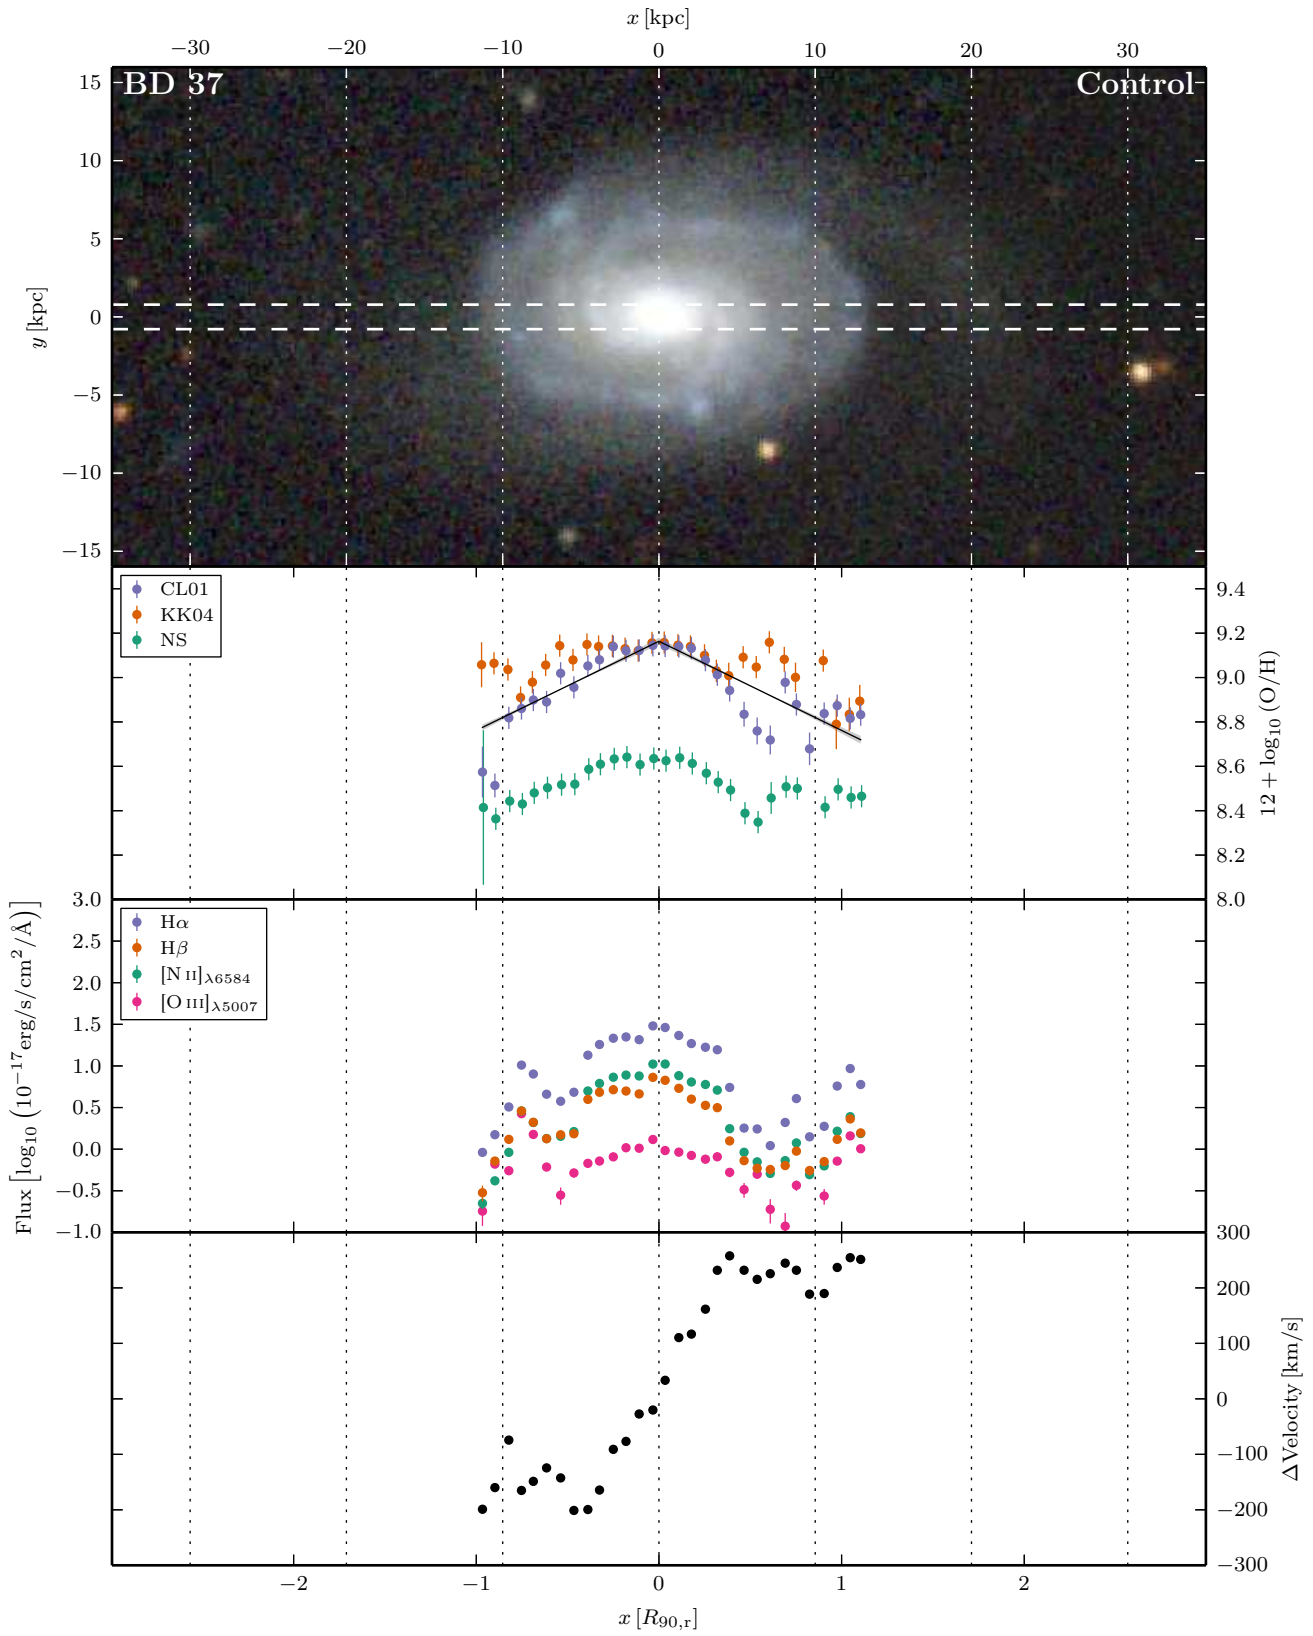 x [kpc]
−30 −20 −10 0 10 20 30
BD 37 Control
15
10
5
0
−5
−10
−15
y [kpc]
CL01
KK04
NS
9.4
9.2
9.0
8.8
8.6
8.4
8.2
8.0
12 + log₁₀ (O/H)
Hα
Hβ
[N II]λ6584
[O III]λ5007
3.0
2.5
2.0
1.5
1.0
0.5
0.0
−0.5
−1.0
Flux [log₁₀ (10⁻¹⁷erg/s/cm²/Å)]
300
200
100
0
−100
−200
−300
ΔVelocity [km/s]
−2 −1 0 1 2
x [R₉₀,ᵣ]